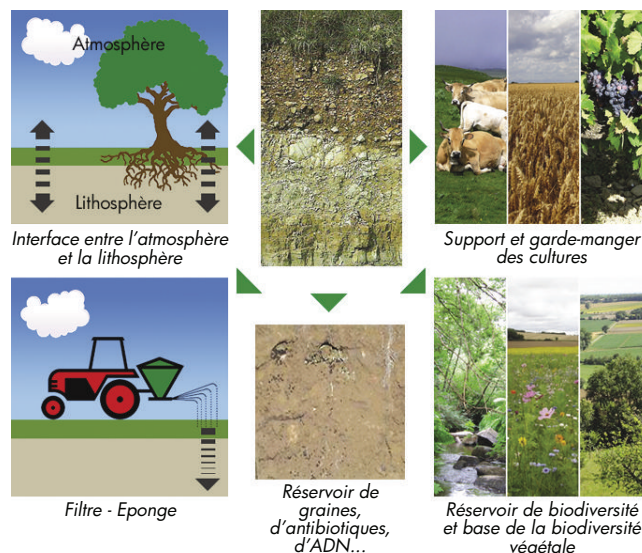 Atmosphère
Lithosphère
Interface entre l'atmosphère
et la lithosphère
Support et garde-manger
des cultures
Filtre - Eponge
Réservoir de
graines,
d'antibiotiques,
d'ADN...
Réservoir de biodiversité
et base de la biodiversité
végétale